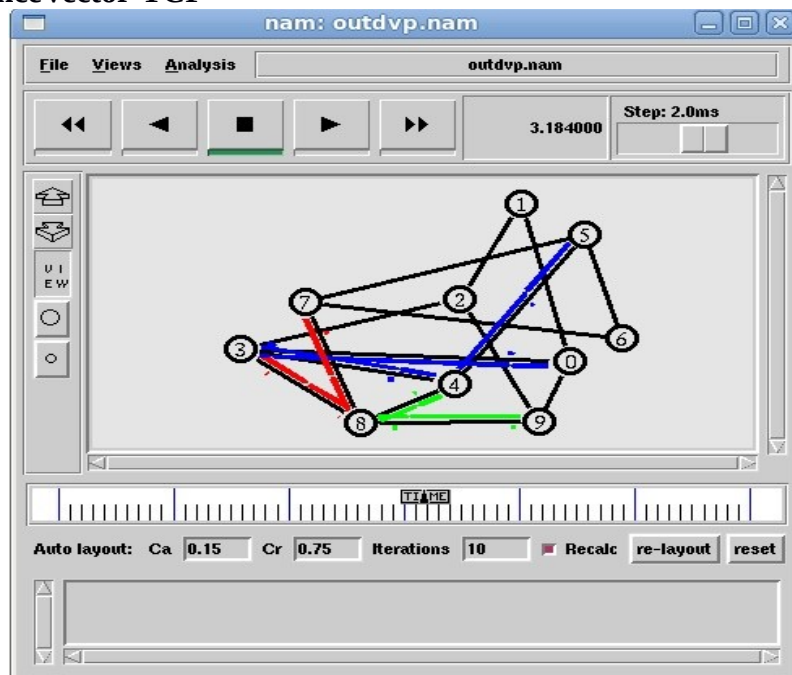 nam: outdvp.nam
File Views Analysis outdvp.nam
3.184000 Step: 2.0ms
1
5
VI
EW
7 2
6
3
0
4
8 9
TIME
Auto layout: Ca 0.15 Cr 0.75 Iterations 10 Recalc re-layout reset